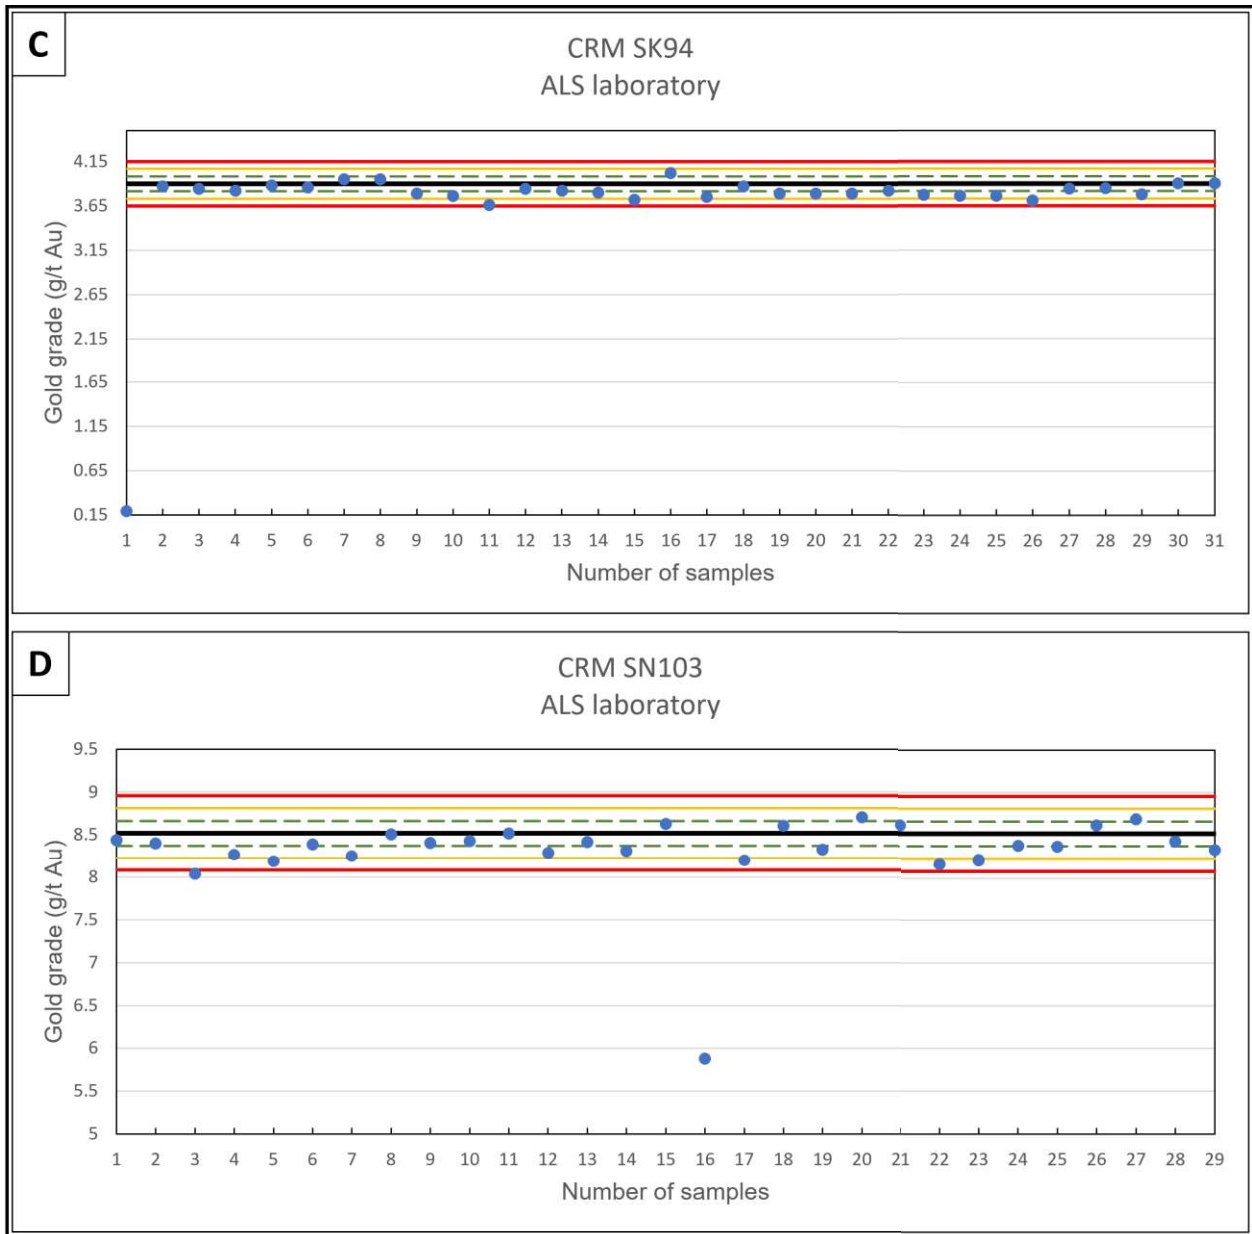 C
CRM SK94
ALS laboratory
Gold grade (g/t Au)
4.15
3.65
3.15
2.65
2.15
1.65
1.15
0.65
0.15
1 2 3 4 5 6 7 8 9 10 11 12 13 14 15 16 17 18 19 20 21 22 23 24 25 26 27 28 29 30 31
Number of samples
D
CRM SN103
ALS laboratory
Gold grade (g/t Au)
9.5
9
8.5
8
7.5
7
6.5
6
5.5
5
1 2 3 4 5 6 7 8 9 10 11 12 13 14 15 16 17 18 19 20 21 22 23 24 25 26 27 28 29
Number of samples